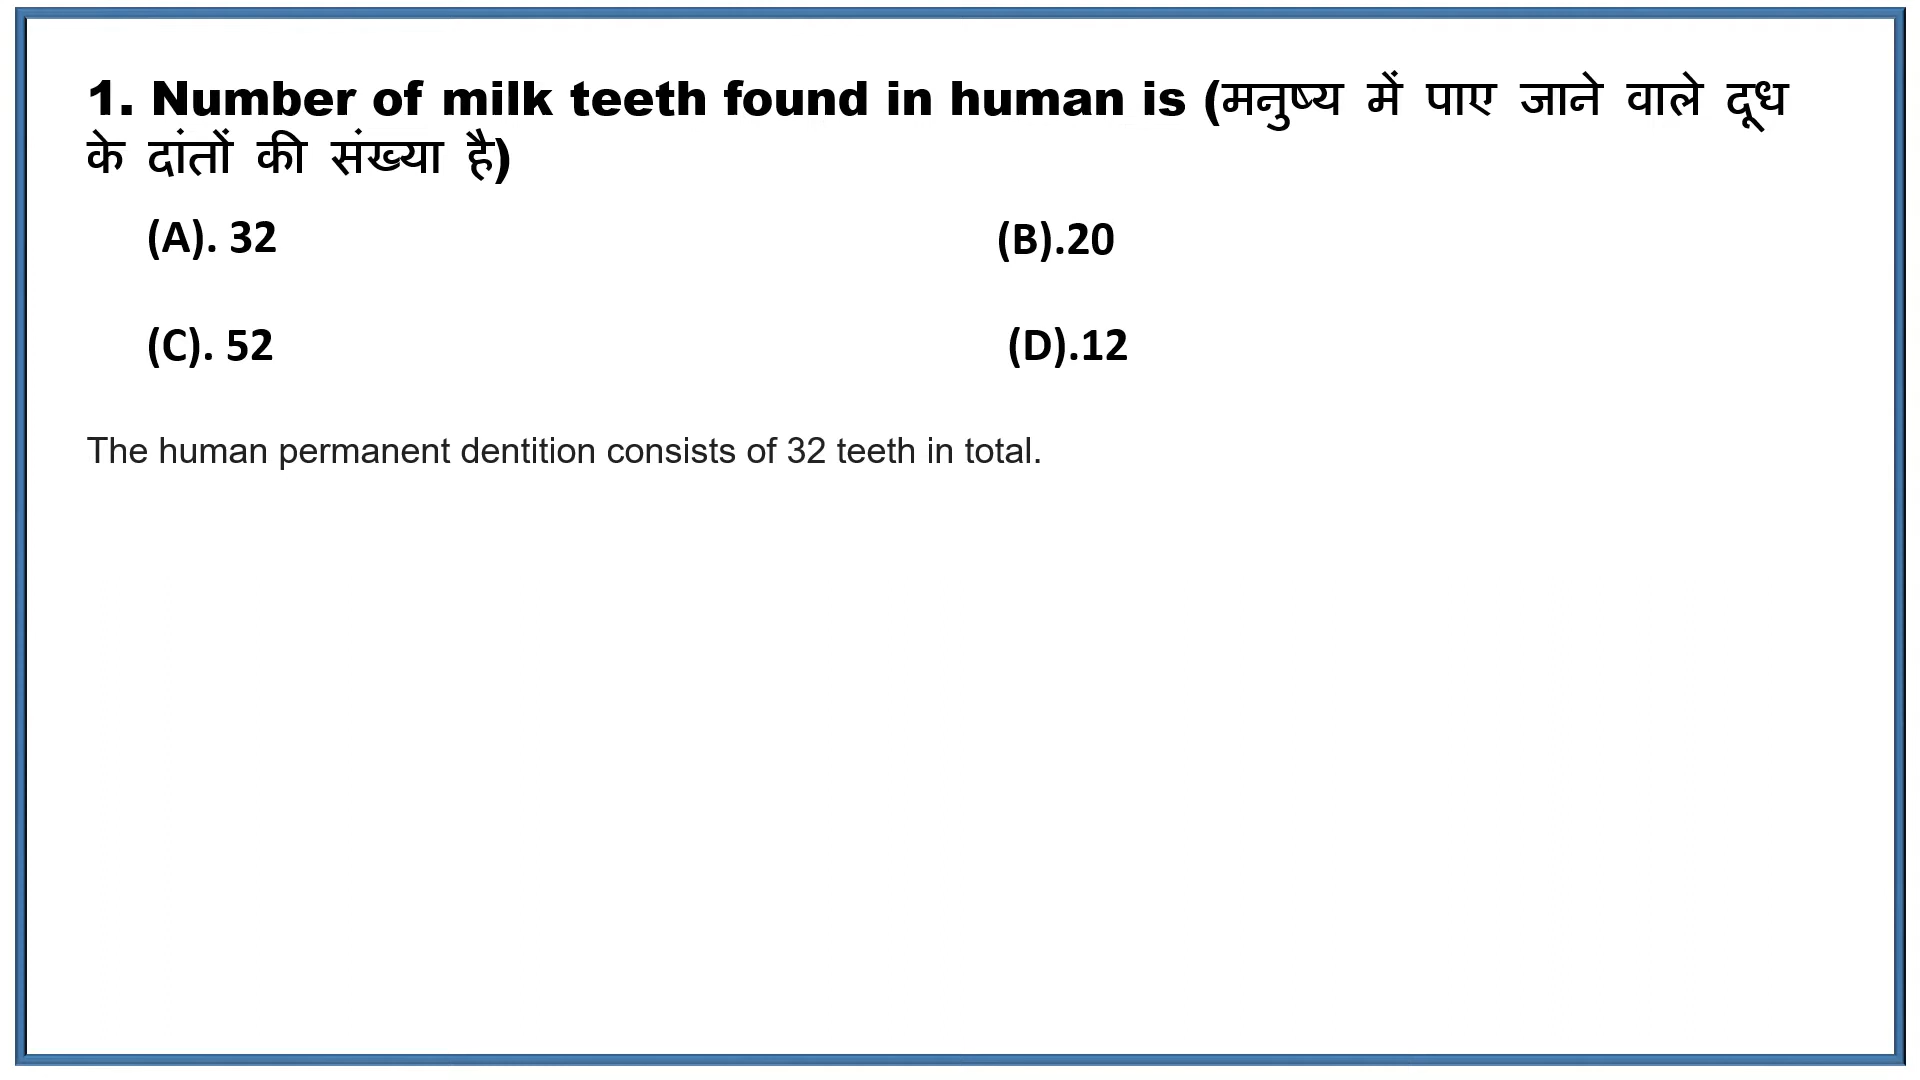 1. Number of milk teeth found in human is (मनुष्य में पाए जाने वाले दूध
के दांतों की संख्या है)
(A). 32 (B).20
(C). 52 (D).12
The human permanent dentition consists of 32 teeth in total.